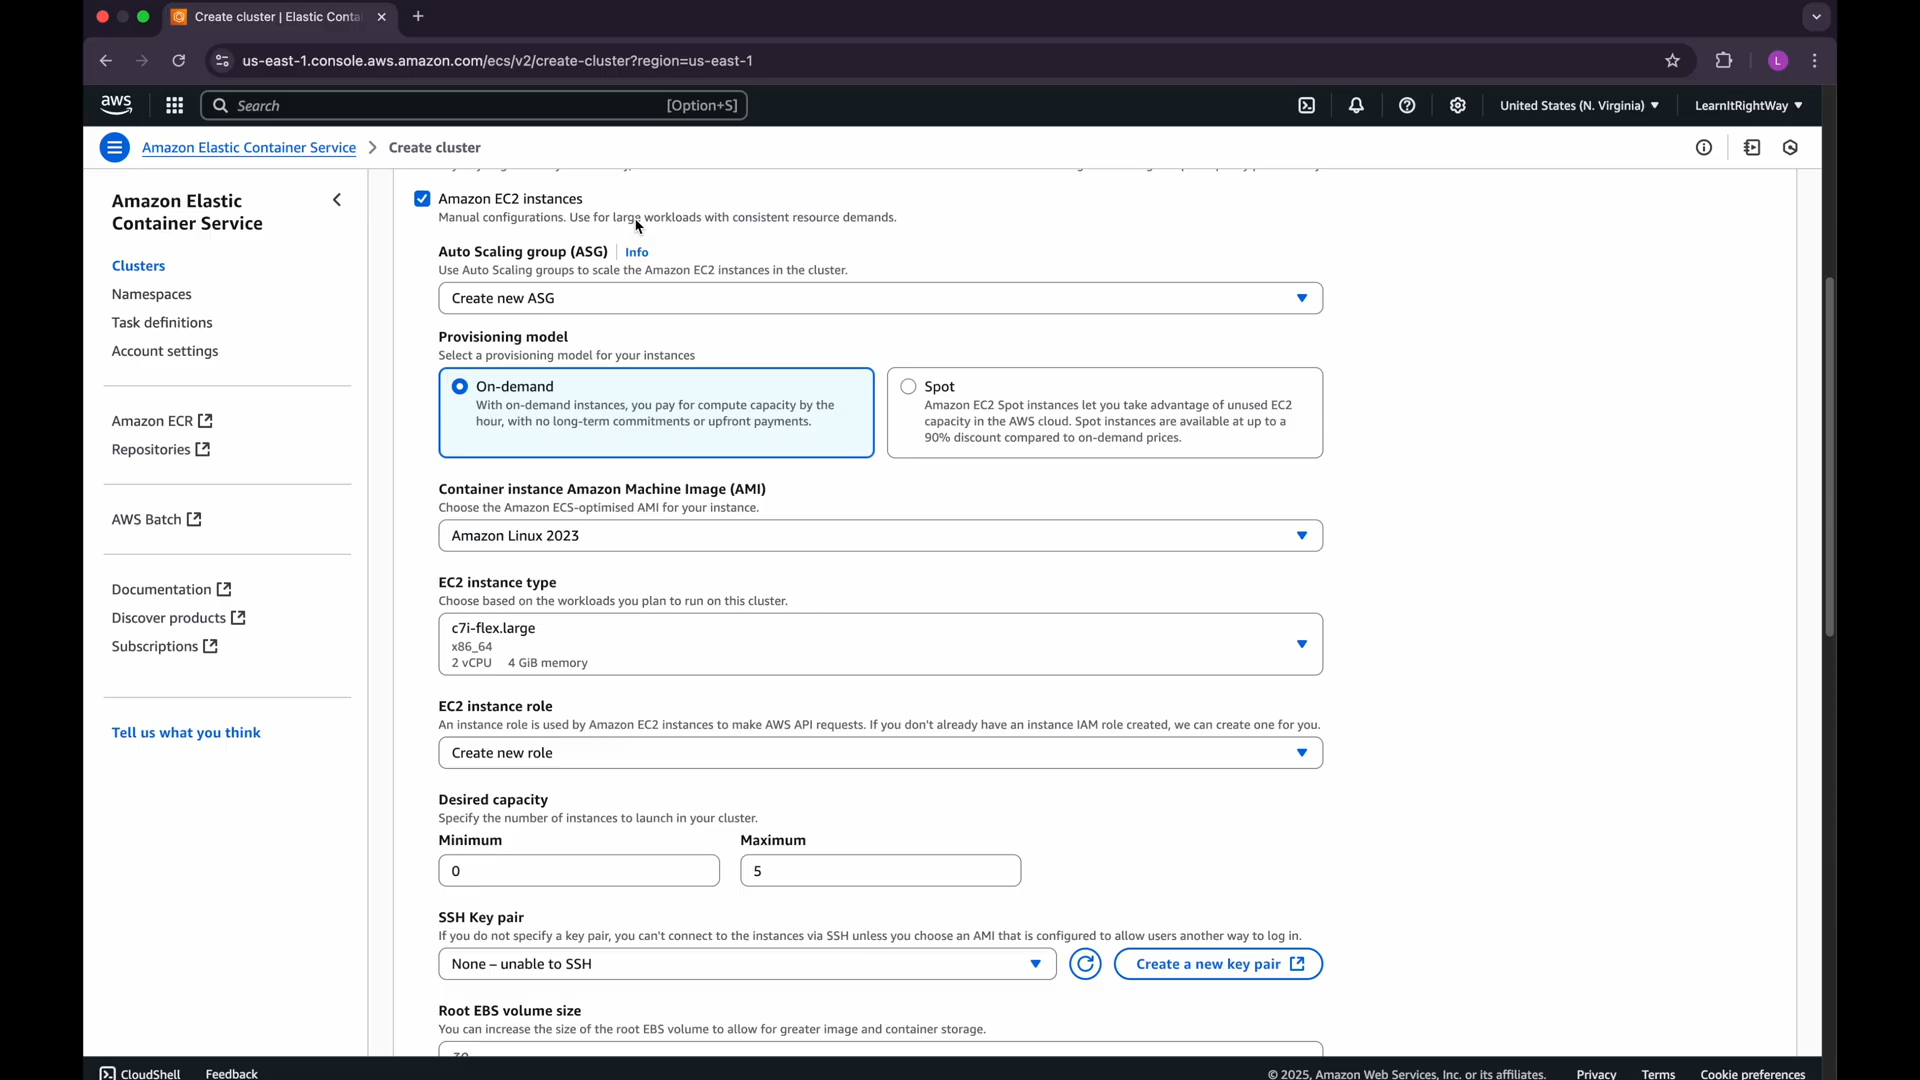 Create cluster | Elastic Conta
us-east-1.console.aws.amazon.com/ecs/v2/create-cluster?region=us-east-1
L
aws
Search
[Option+S]
United States (N. Virginia)
LearnItRightWay
Amazon Elastic Container Service
Create cluster
Amazon Elastic
Container Service
Clusters
Namespaces
Task definitions
Account settings
Amazon ECR
Repositories
AWS Batch
Documentation
Discover products
Subscriptions
Tell us what you think
Amazon EC2 instances
Manual configurations. Use for large workloads with consistent resource demands.
Auto Scaling group (ASG)
Info
Use Auto Scaling groups to scale the Amazon EC2 instances in the cluster.
Create new ASG
Provisioning model
Select a provisioning model for your instances
On-demand
With on-demand instances, you pay for compute capacity by the
hour, with no long-term commitments or upfront payments.
Spot
Amazon EC2 Spot instances let you take advantage of unused EC2
capacity in the AWS cloud. Spot instances are available at up to a
90% discount compared to on-demand prices.
Container instance Amazon Machine Image (AMI)
Choose the Amazon ECS-optimised AMI for your instance.
Amazon Linux 2023
EC2 instance type
Choose based on the workloads you plan to run on this cluster.
c7i-flex.large
x86_64
2 vCPU 4 GiB memory
EC2 instance role
An instance role is used by Amazon EC2 instances to make AWS API requests. If you don't already have an instance IAM role created, we can create one for you.
Create new role
Desired capacity
Specify the number of instances to launch in your cluster.
Minimum
Maximum
0
5
SSH Key pair
If you do not specify a key pair, you can't connect to the instances via SSH unless you choose an AMI that is configured to allow users another way to log in.
None – unable to SSH
Create a new key pair
Root EBS volume size
You can increase the size of the root EBS volume to allow for greater image and container storage.
CloudShell
Feedback
© 2025, Amazon Web Services, Inc. or its affiliates.
Privacy
Terms
Cookie preferences